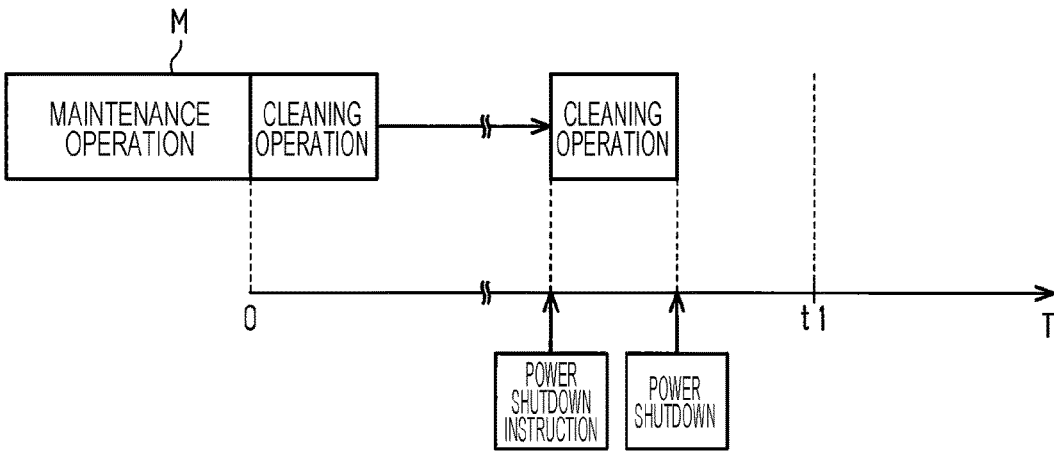 M
MAINTENANCE
OPERATION
CLEANING
OPERATION
CLEANING
OPERATION
0
t1
T
POWER
SHUTDOWN
INSTRUCTION
POWER
SHUTDOWN